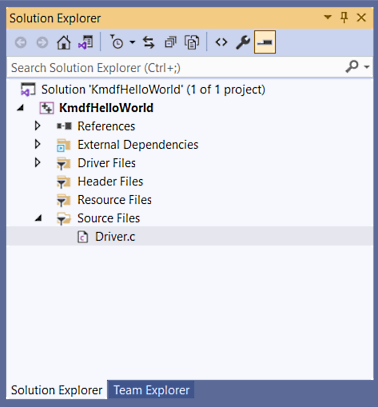 Solution Explorer
Search Solution Explorer (Ctrl+;)
Solution 'KmdfHelloWorld' (1 of 1 project)
KmdfHelloWorld
References
External Dependencies
Driver Files
Header Files
Resource Files
Source Files
Driver.c
Solution Explorer Team Explorer